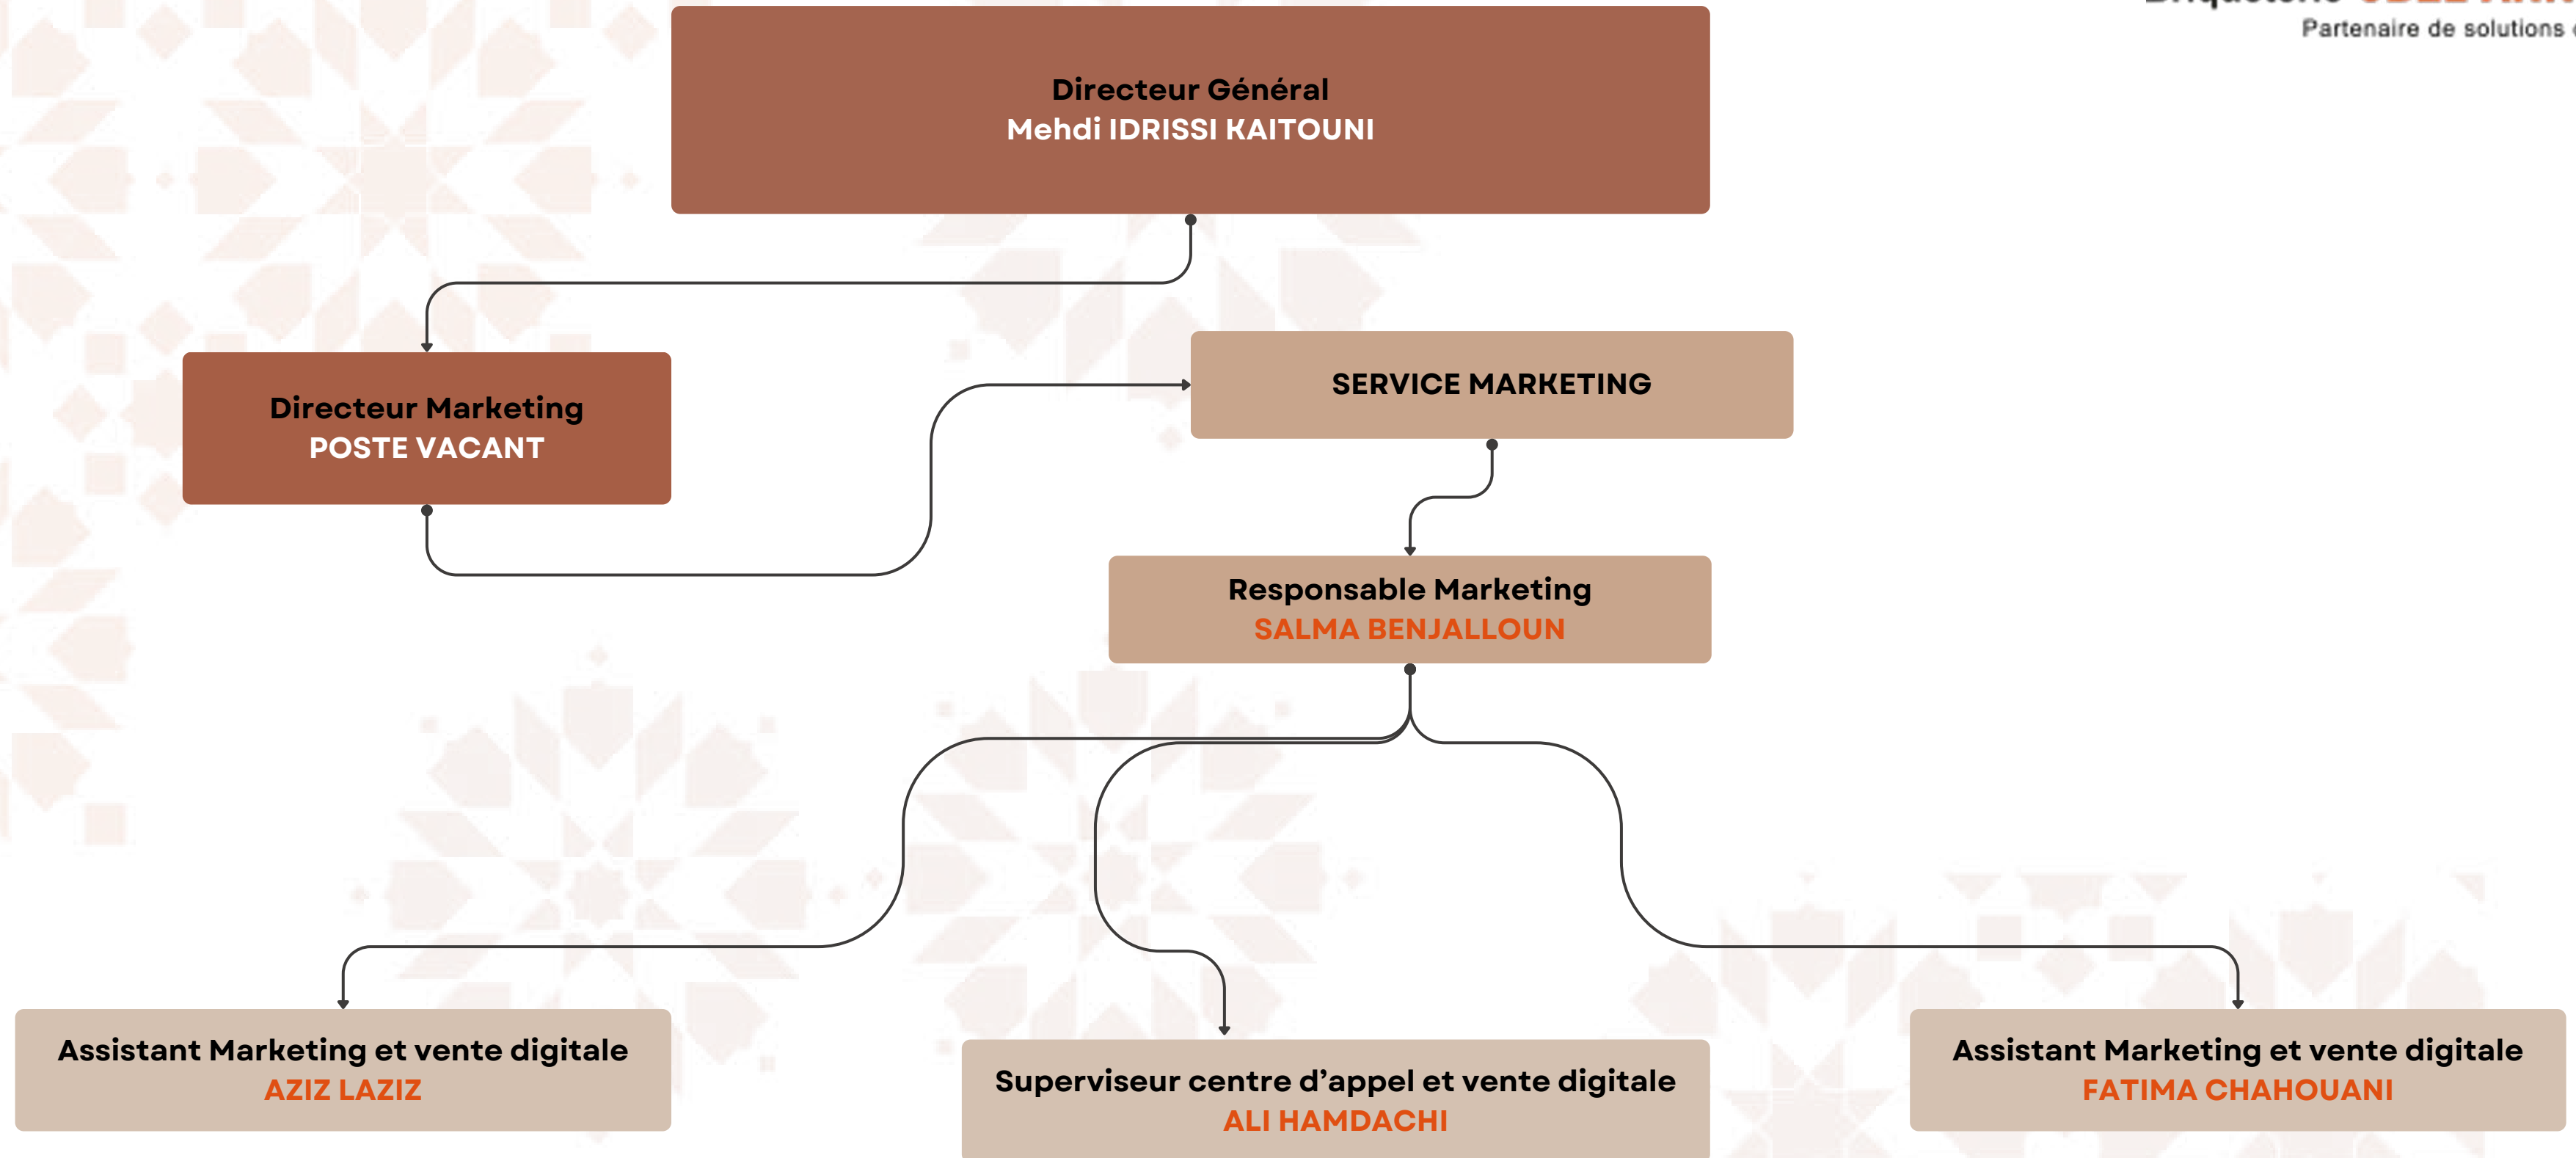 Partenaire de solutions
Directeur Général
Mehdi IDRISSI KAITOUNI
SERVICE MARKETING
Directeur Marketing
POSTE VACANT
Responsable Marketing
SALMA BENJALLOUN
Assistant Marketing et vente digitale
AZIZ LAZIZ
Superviseur centre d’appel et vente digitale
ALI HAMDACHI
Assistant Marketing et vente digitale
FATIMA CHAHOUANI